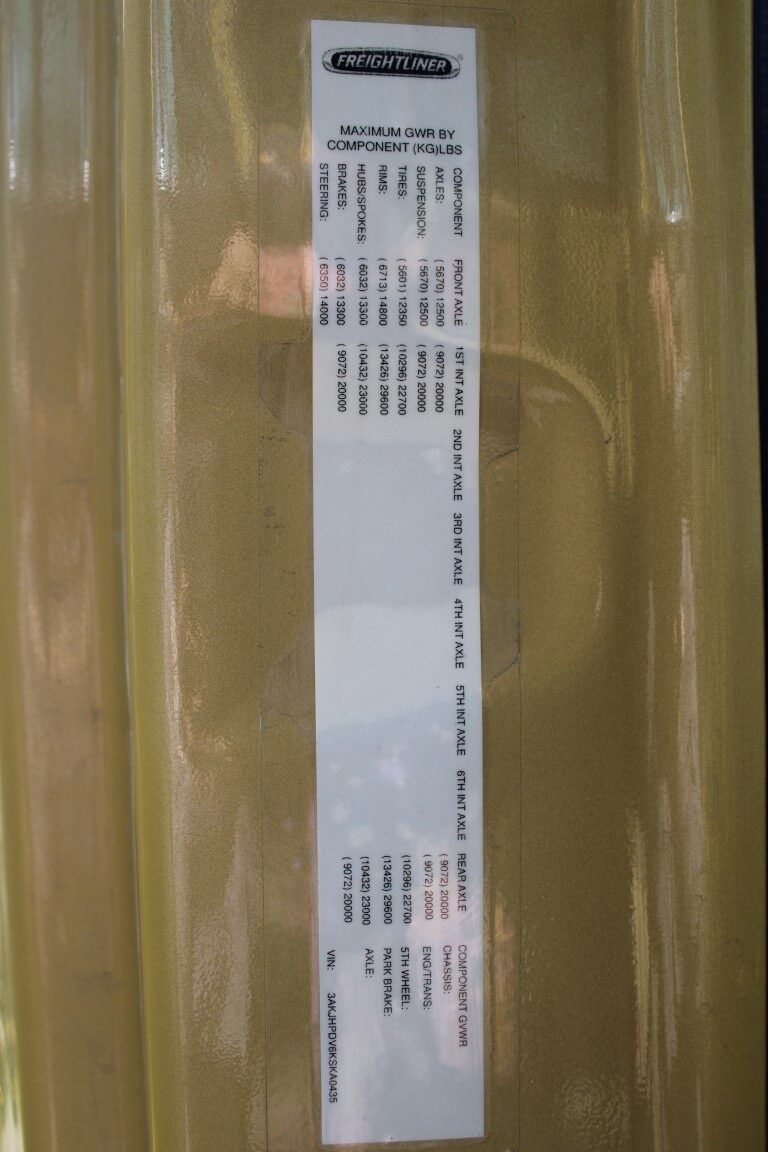 FREIGHTLINER®
MAXIMUM GWR BY
COMPONENT (KG)LBS
COMPONENT FRONT AXLE 1ST INT AXLE 2ND INT AXLE 3RD INT AXLE 4TH INT AXLE 5TH INT AXLE 6TH INT AXLE REAR AXLE COMPONENT GVWR
AXLES: ( 5670) 12500 ( 9072) 20000 ( 9072) 20000 CHASSIS:
SUSPENSION: ( 5670) 12500 ( 9072) 20000 ( 9072) 20000 ENG/TRANS:
TIRES: ( 5601) 12350 (10296) 22700 (10296) 22700 5TH WHEEL:
RIMS: ( 6713) 14800 (13426) 29600 (13426) 29600 PARK BRAKE:
HUBS/SPOKES: ( 6032) 13300 (10432) 23000 (10432) 23000 AXLE:
BRAKES: ( 6032) 13300 ( 9072) 20000 ( 9072) 20000
STEERING: ( 6350) 14000 VIN: 3AKJHPDV6KSKA0435